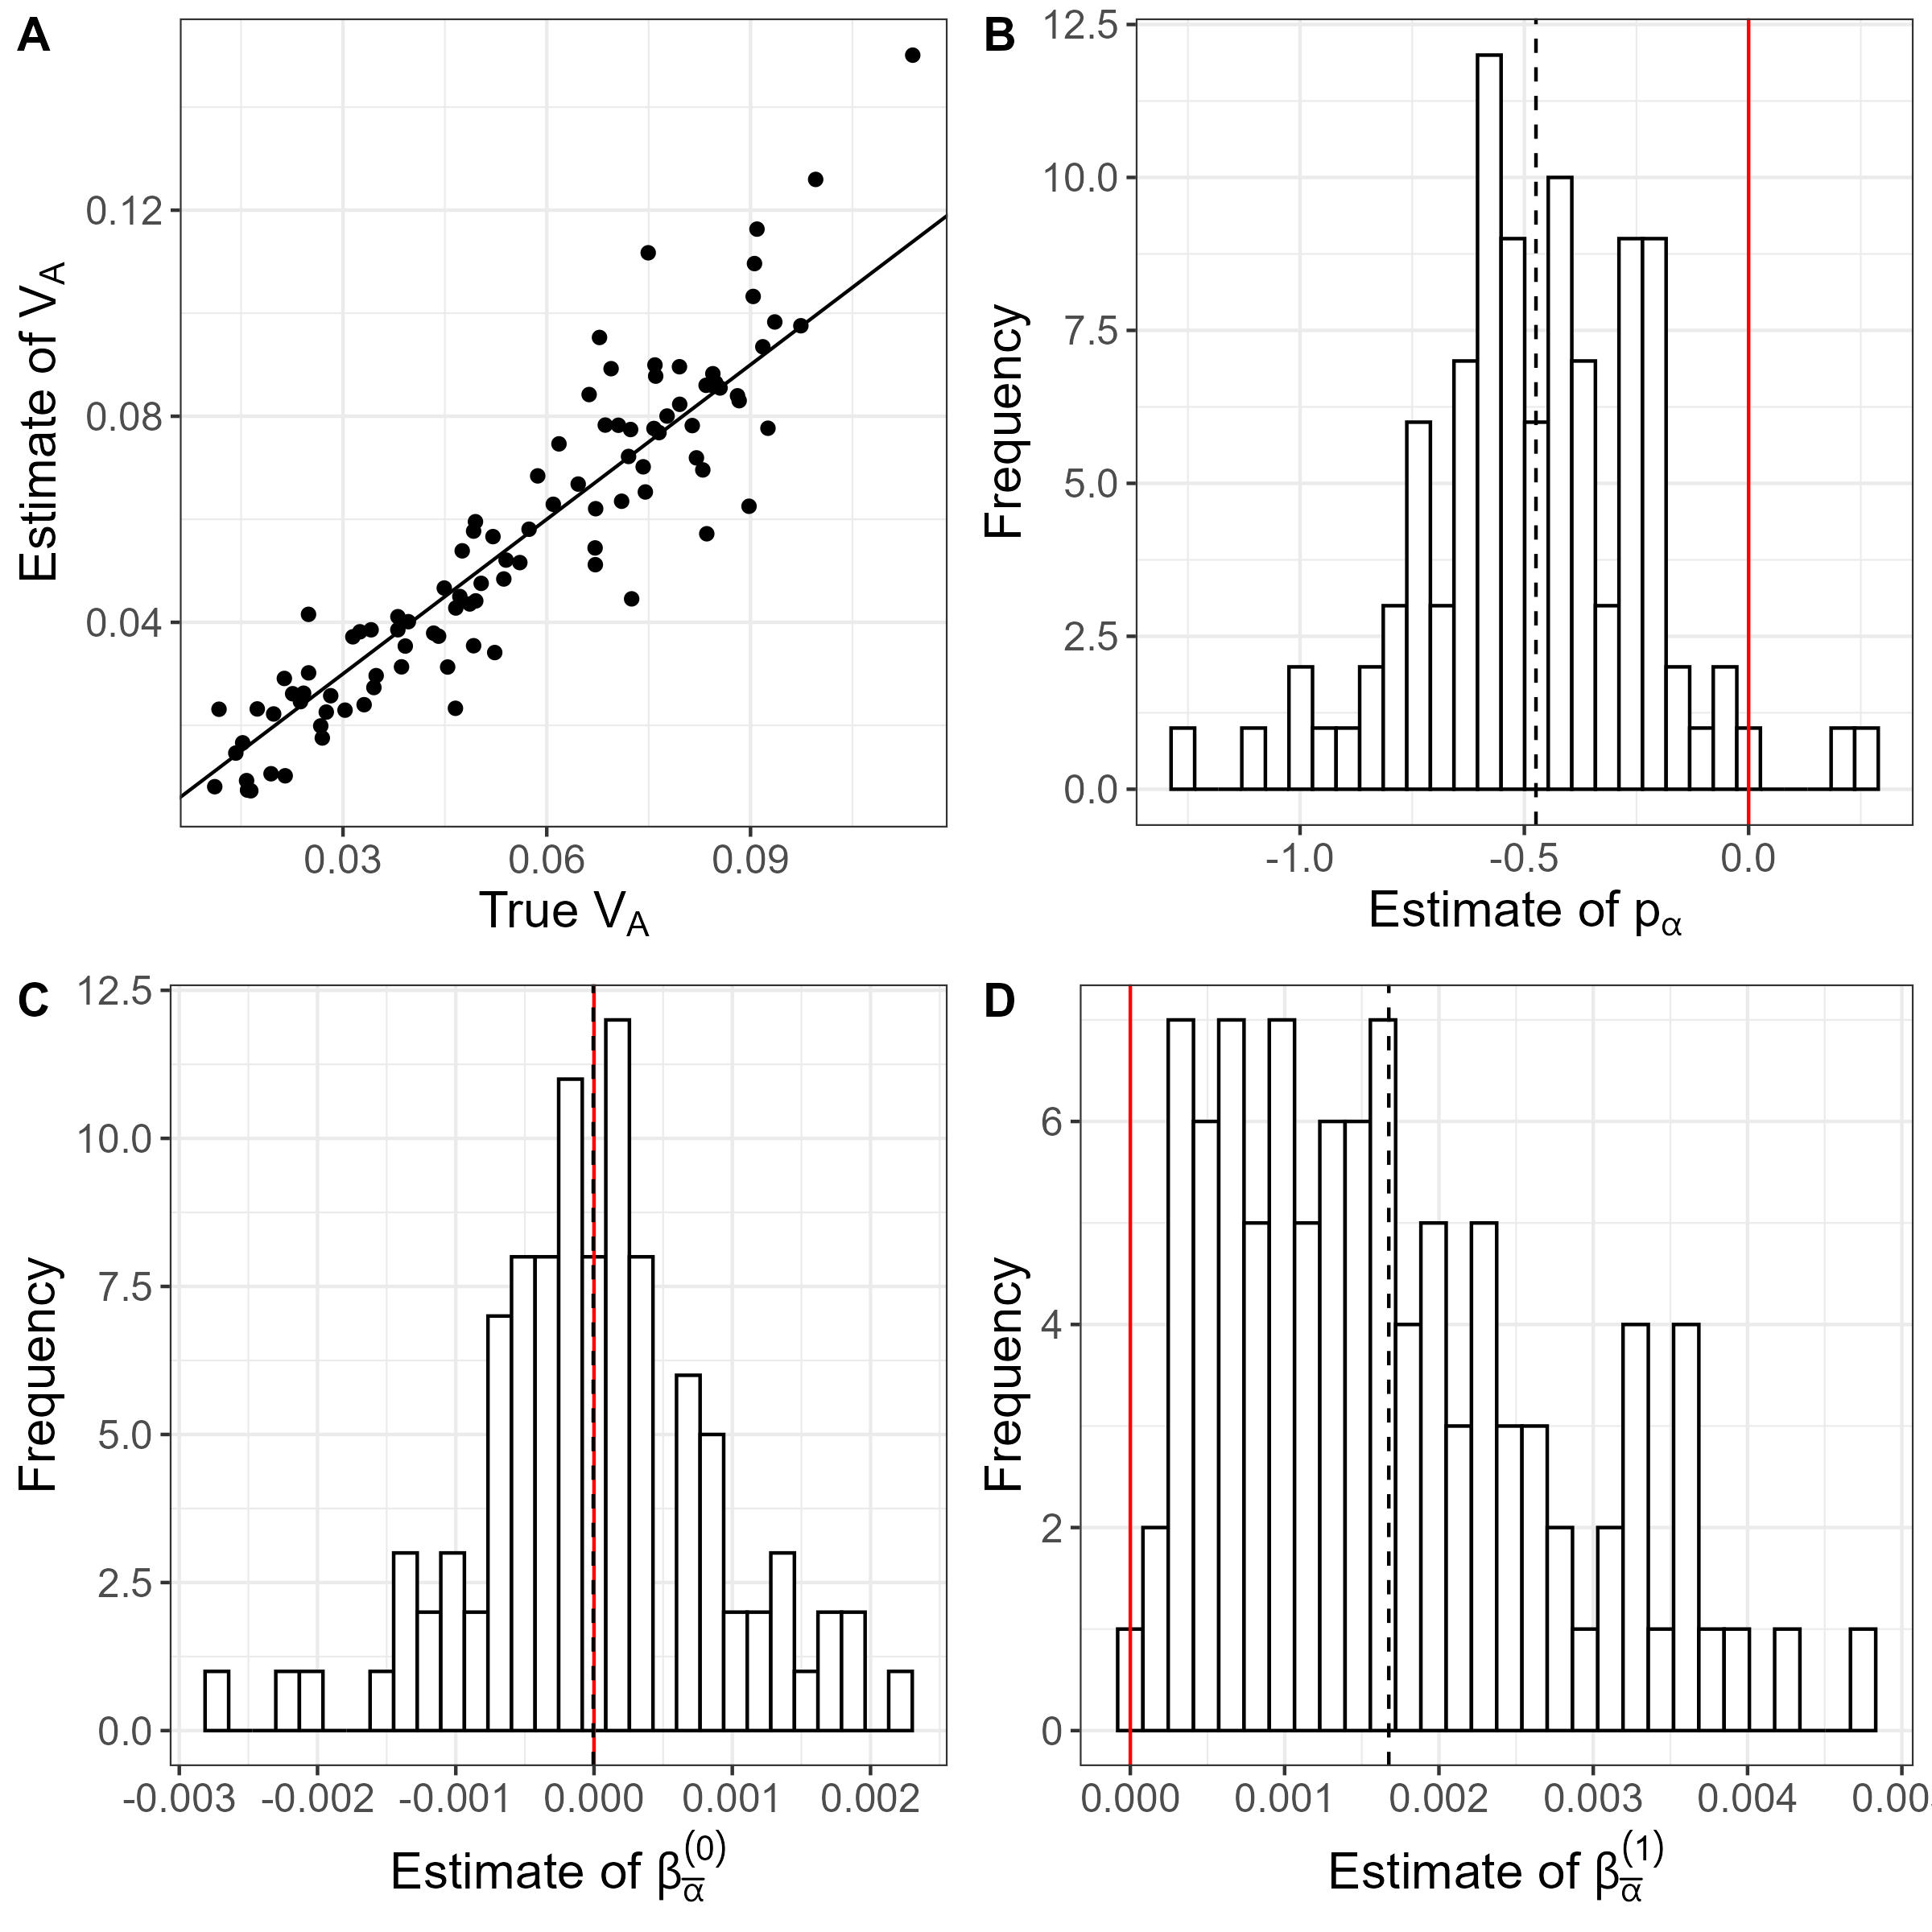 A
Estimate of V_A
0.12
0.08
0.04
0.03 0.06 0.09
True V_A
B
Frequency
12.5
10.0
7.5
5.0
2.5
0.0
-1.0 -0.5 0.0
Estimate of p_α
C
Frequency
12.5
10.0
7.5
5.0
2.5
0.0
-0.003 -0.002 -0.001 0.000 0.001 0.002
Estimate of β_α̅^(0)
D
Frequency
6
4
2
0
0.000 0.001 0.002 0.003 0.004 0.00
Estimate of β_α̅^(1)